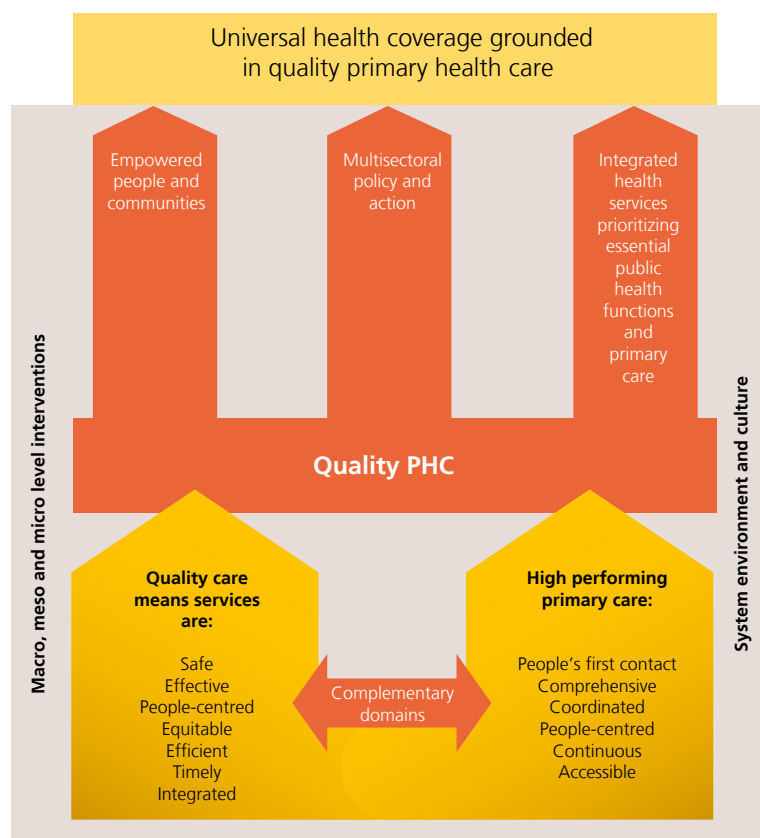 Universal health coverage grounded
in quality primary health care
Empowered
people and
communities
Multisectoral
policy and
action
Integrated
health
services
prioritizing
essential
public
health
functions
and
primary
care
Macro, meso and micro level interventions
System environment and culture
Quality PHC
Quality care
means services
are:
Safe
Effective
People-centred
Equitable
Efficient
Timely
Integrated
Complementary
domains
High performing
primary care:
People’s first contact
Comprehensive
Coordinated
People-centred
Continuous
Accessible